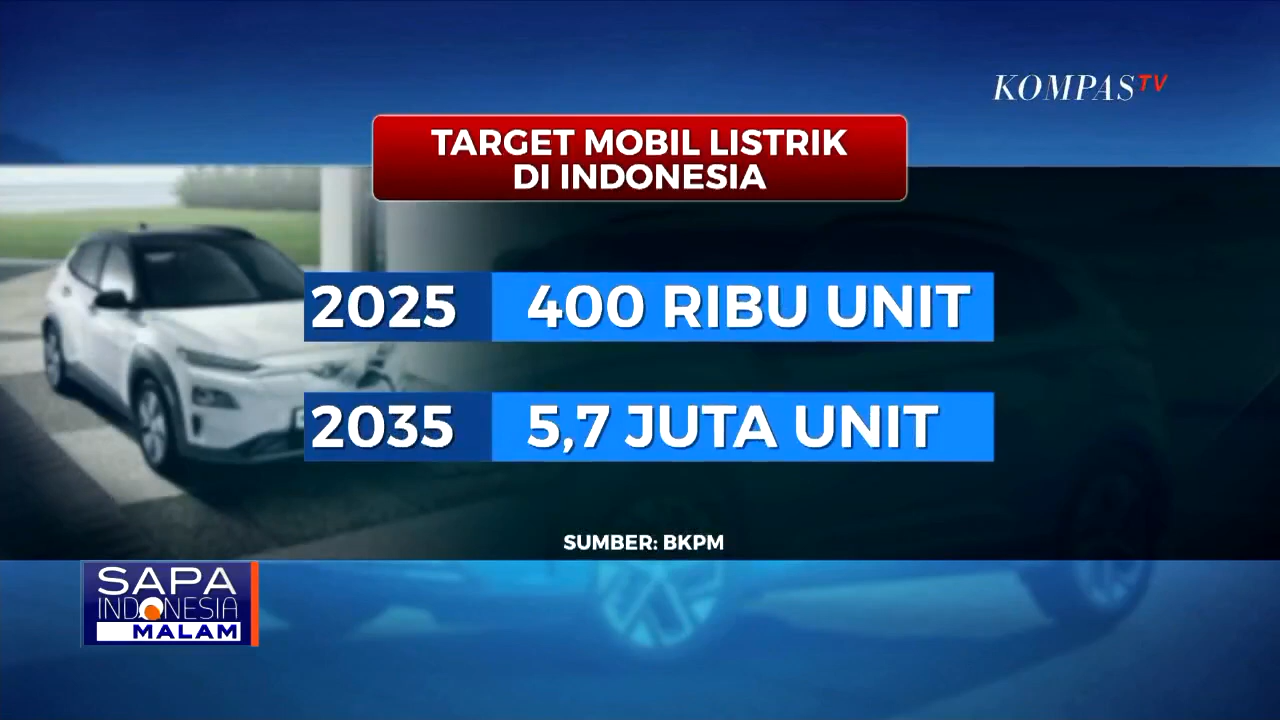 KOMPASTV
TARGET MOBIL LISTRIK
DI INDONESIA
2025 400 RIBU UNIT
2035 5,7 JUTA UNIT
SUMBER: BKPM
SAPA
INDONESIA
MALAM